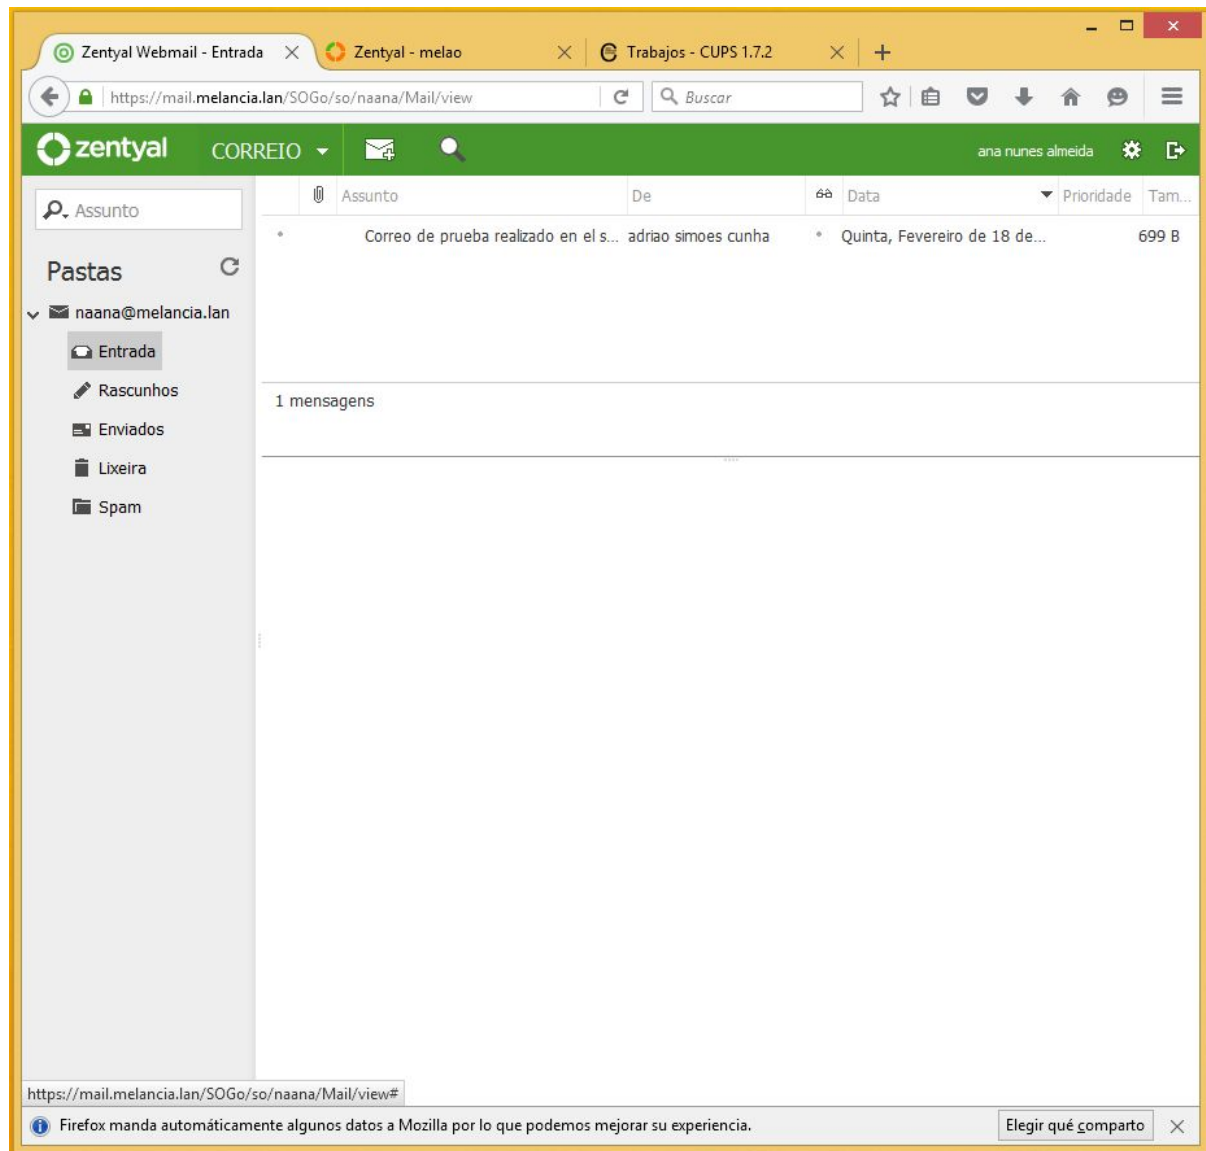 Zentyal Webmail - Entrada
Zentyal - melao
Trabajos - CUPS 1.7.2
https://mail.melancia.lan/SOGo/so/naana/Mail/view
Buscar
zentyal
CORREIO
ana nunes almeida
Assunto
Assunto
De
Data
Prioridade
Tam...
Correo de prueba realizado en el s...
adriao simoes cunha
Quinta, Fevereiro de 18 de...
699 B
Pastas
naana@melancia.lan
Entrada
Rascunhos
Enviados
Lixeira
Spam
1 mensagens
https://mail.melancia.lan/SOGo/so/naana/Mail/view#
Firefox manda automáticamente algunos datos a Mozilla por lo que podemos mejorar su experiencia.
Elegir qué comparto